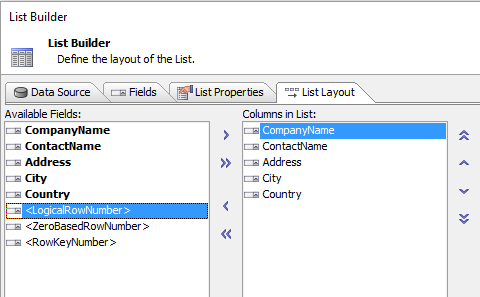 List Builder
List Builder
Define the layout of the List.
Data Source Fields List Properties List Layout
Available Fields: Columns in List:
CompanyName CompanyName
ContactName ContactName
Address Address
City City
Country Country
<LogicalRowNumber>
<ZeroBasedRowNumber>
<RowKeyNumber>